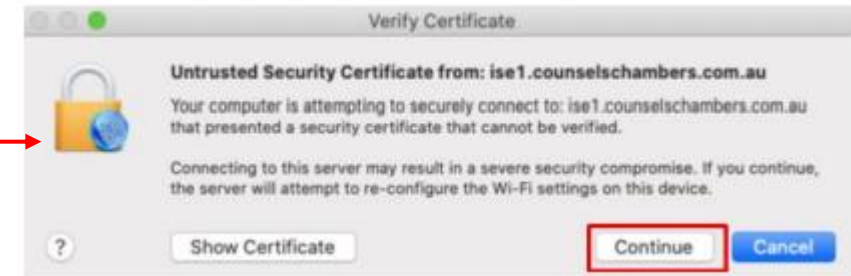 Verify Certificate
Untrusted Security Certificate from: ise1.counselschambers.com.au
Your computer is attempting to securely connect to: ise1.counselschambers.com.au
that presented a security certificate that cannot be verified.
Connecting to this server may result in a severe security compromise. If you continue,
the server will attempt to re-configure the Wi-Fi settings on this device.
? Show Certificate Continue Cancel